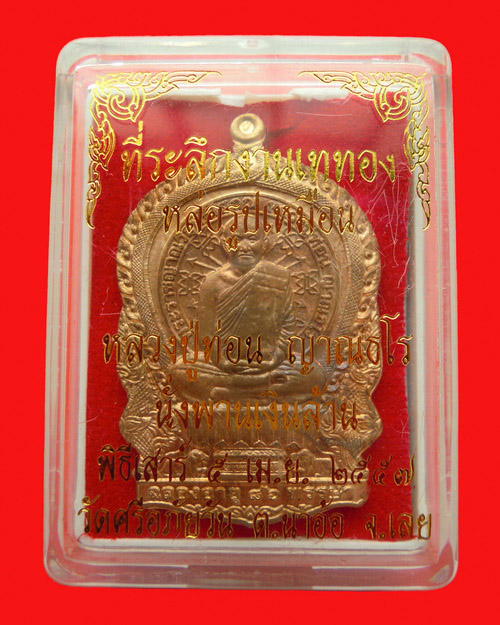 ที่ระลึกงานเททอง
หล่อรูปเหมือน
หลวงปู่ท่อน ญาณธโร
นั่งพานเงินล้าน
พิธีเสาร์ ๕ เม.ย. ๒๕๕๗
วัดศรีอภัยวัน ต.นาอ้อ จ.เลย